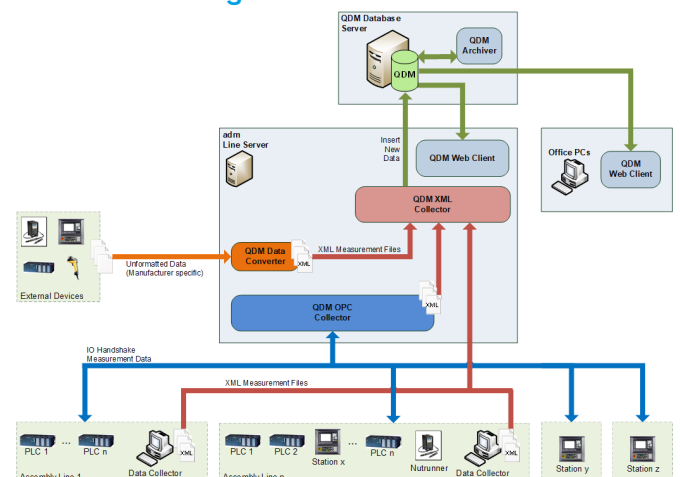 QDM Database
Server
QDM
Archiver
QDM
adm
Line Server
Insert
New
Data
QDM Web Client
Office PCs
QDM
Web Client
QDM XML
Collector
QDM Data
Converter
XML
XML Measurement Files
Unformatted Data
(Manufacturer specific)
External Devices
QDM OPC
Collector
XML
IO Handshake
Measurement Data
XML Measurement Files
PLC 1
...
PLC n
XML
Data Collector
Assembly Line 1
PLC 1
PLC 2
Station x
...
PLC n
Nutrunner
XML
Data Collector
Assembly Line n
Station y
Station z